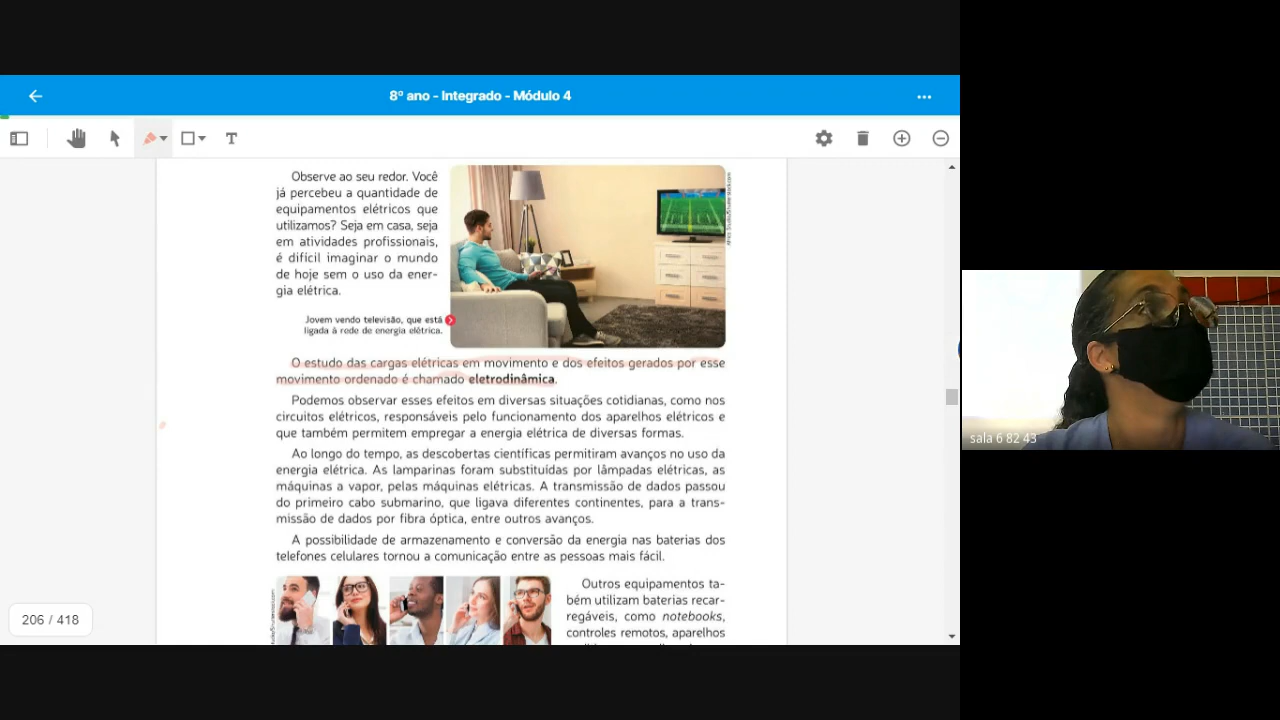 8º ano - Integrado - Módulo 4
Observe ao seu redor. Você
já percebeu a quantidade de
equipamentos elétricos que
utilizamos? Seja em casa, seja
em atividades profissionais,
é difícil imaginar o mundo
de hoje sem o uso da ener-
gia elétrica.
Jovem vendo televisão, que está
ligada à rede de energia elétrica.
O estudo das cargas elétricas em movimento e dos efeitos gerados por esse
movimento ordenado é chamado eletrodinâmica.
Podemos observar esses efeitos em diversas situações cotidianas, como nos
circuitos elétricos, responsáveis pelo funcionamento dos aparelhos elétricos e
que também permitem empregar a energia elétrica de diversas formas.
Ao longo do tempo, as descobertas científicas permitiram avanços no uso da
energia elétrica. As lamparinas foram substituídas por lâmpadas elétricas, as
máquinas a vapor, pelas máquinas elétricas. A transmissão de dados passou
do primeiro cabo submarino, que ligava diferentes continentes, para a trans-
missão de dados por fibra óptica, entre outros avanços.
A possibilidade de armazenamento e conversão da energia nas baterias dos
telefones celulares tornou a comunicação entre as pessoas mais fácil.
Outros equipamentos ta-
bém utilizam baterias recar-
regáveis, como notebooks,
controles remotos, aparelhos
206 / 418
sala 6 82 43